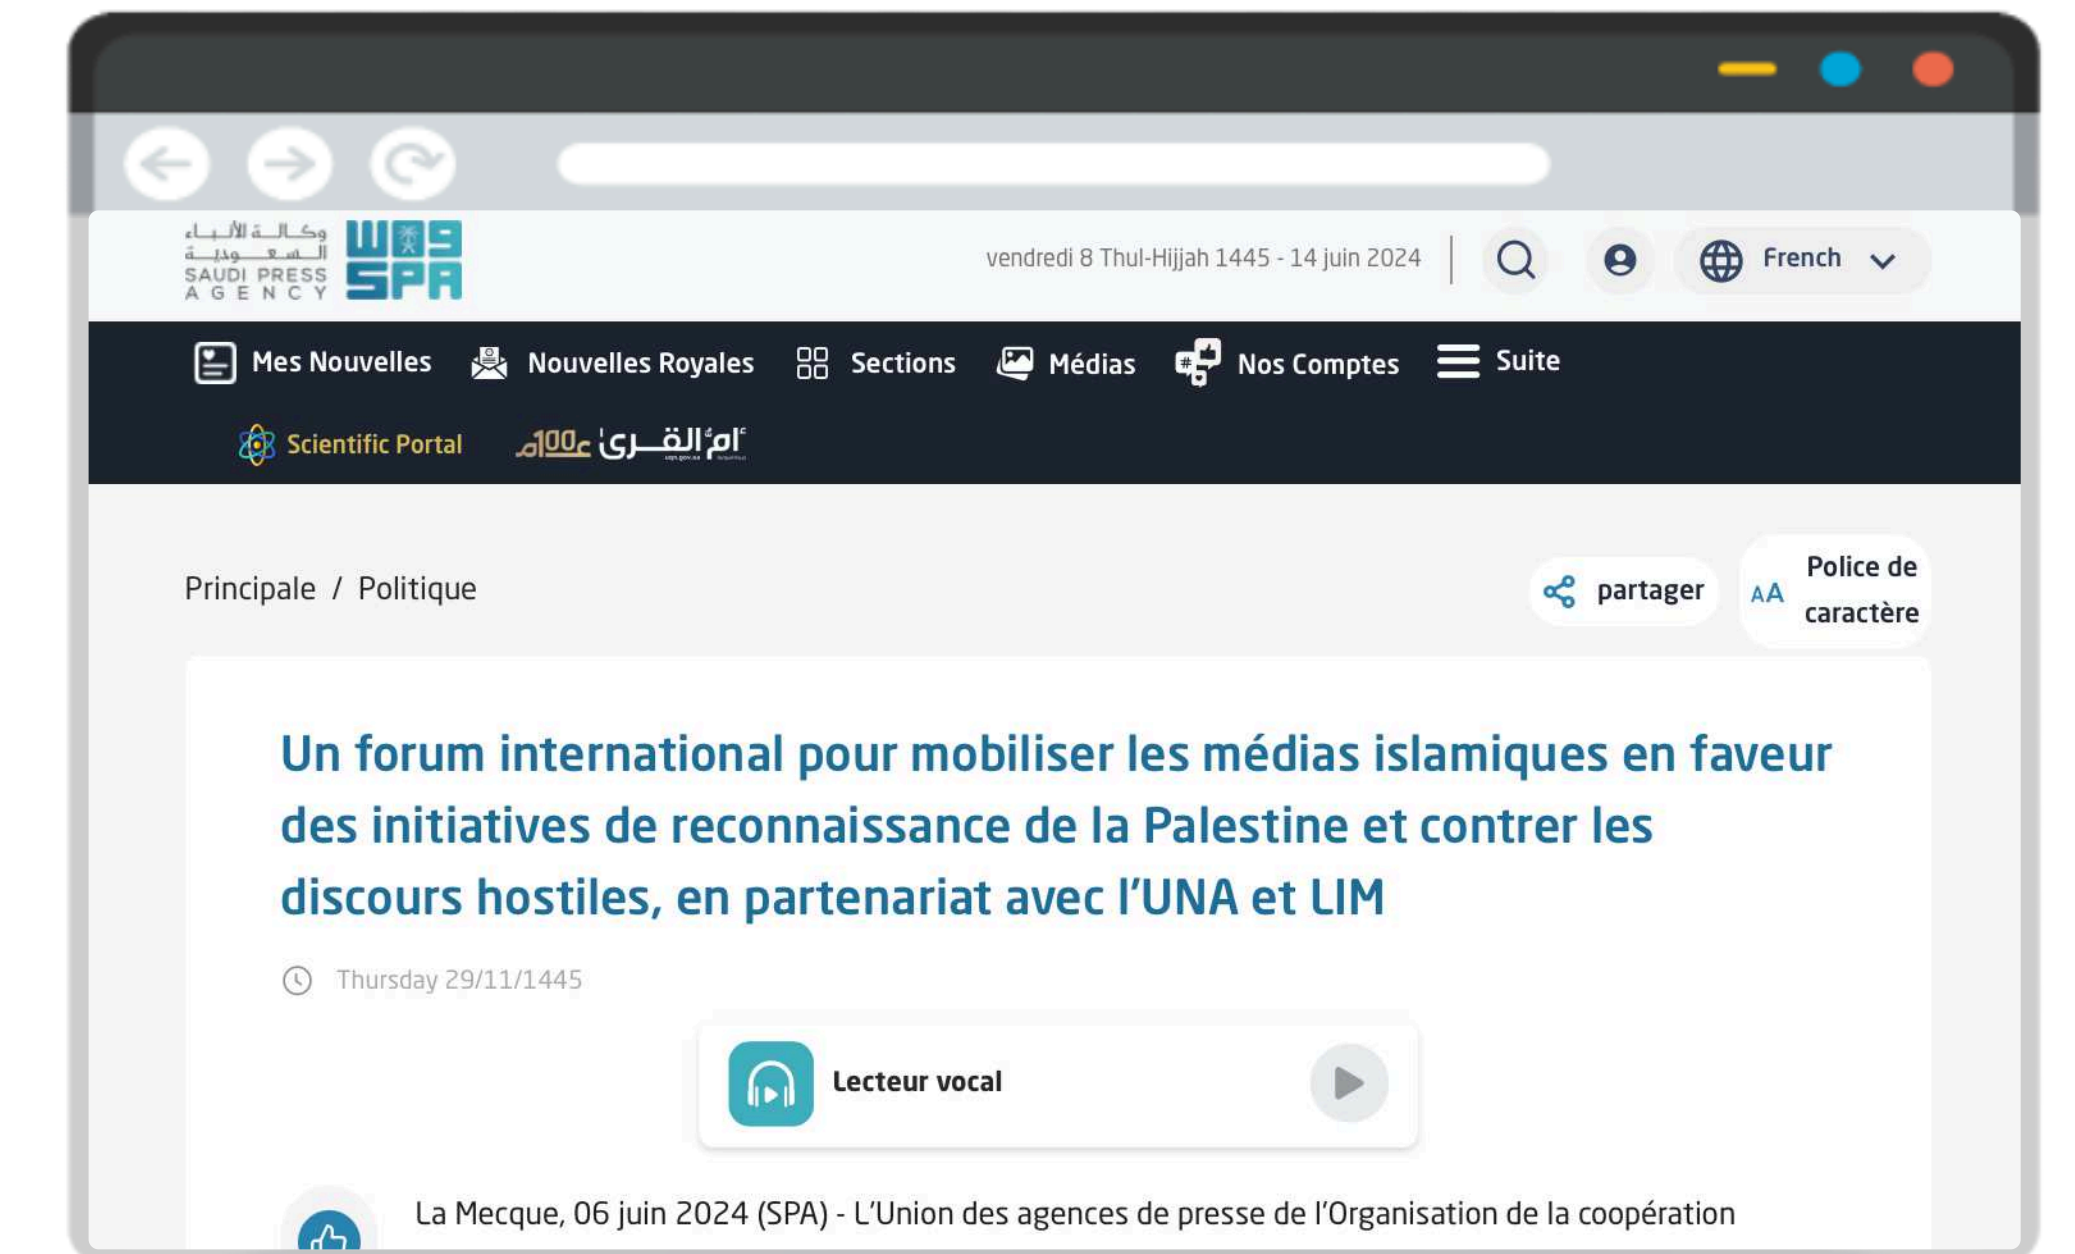 وكالة الأنباء
السعودية
SAUDI PRESS
AGENCY
واس
SPA
vendredi 8 Thul-Hijjah 1445 - 14 juin 2024
French
Mes Nouvelles
Nouvelles Royales
Sections
Médias
Nos Comptes
Suite
Scientific Portal
أم القرى 100عام
Principale / Politique
partager
AA Police de
caractère
Un forum international pour mobiliser les médias islamiques en faveur
des initiatives de reconnaissance de la Palestine et contrer les
discours hostiles, en partenariat avec l'UNA et LIM
Thursday 29/11/1445
Lecteur vocal
La Mecque, 06 juin 2024 (SPA) - L'Union des agences de presse de l'Organisation de la coopération